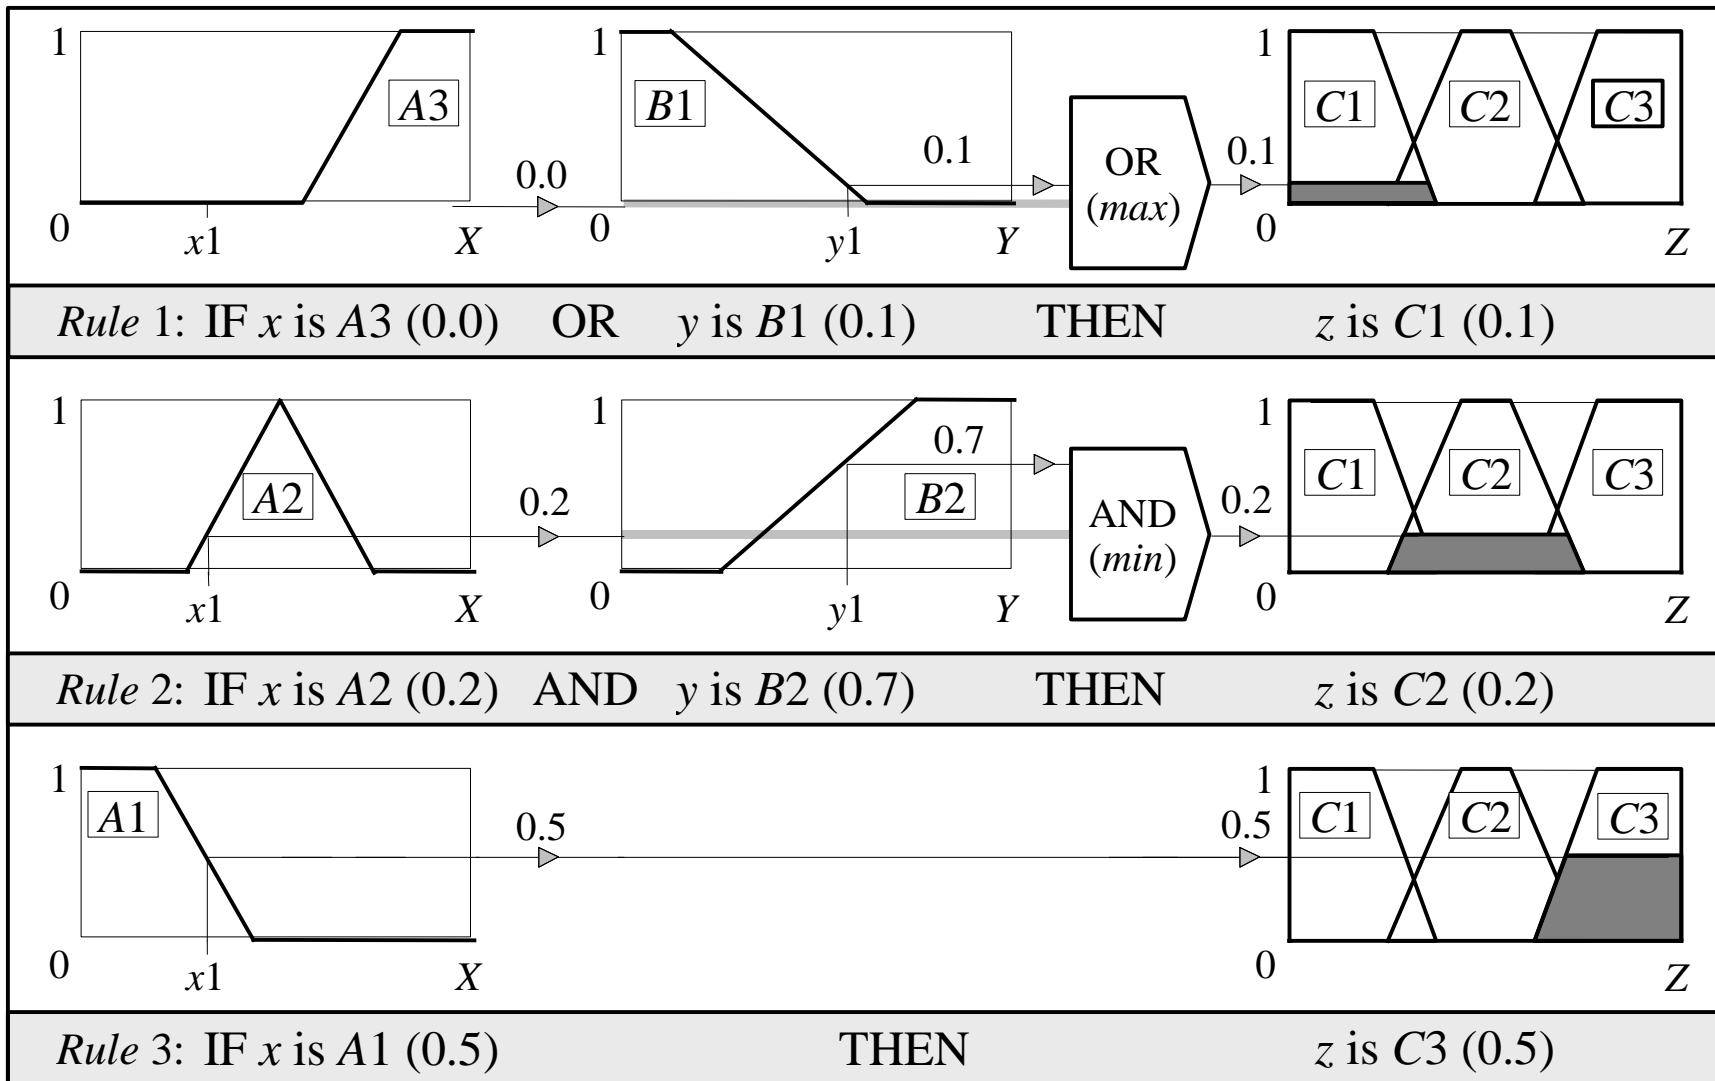 1 A3 0 x1 X 0.0 1 B1 0.1 0 y1 Y OR (max) 0.1 1 C1 C2 C3 0 Z
Rule 1: IF x is A3 (0.0) OR y is B1 (0.1) THEN z is C1 (0.1)
1 A2 0 x1 X 0.2 1 0.7 B2 0 y1 Y AND (min) 0.2 1 C1 C2 C3 0 Z
Rule 2: IF x is A2 (0.2) AND y is B2 (0.7) THEN z is C2 (0.2)
1 A1 0 x1 X 0.5 0.5 1 C1 C2 C3 0 Z
Rule 3: IF x is A1 (0.5) THEN z is C3 (0.5)